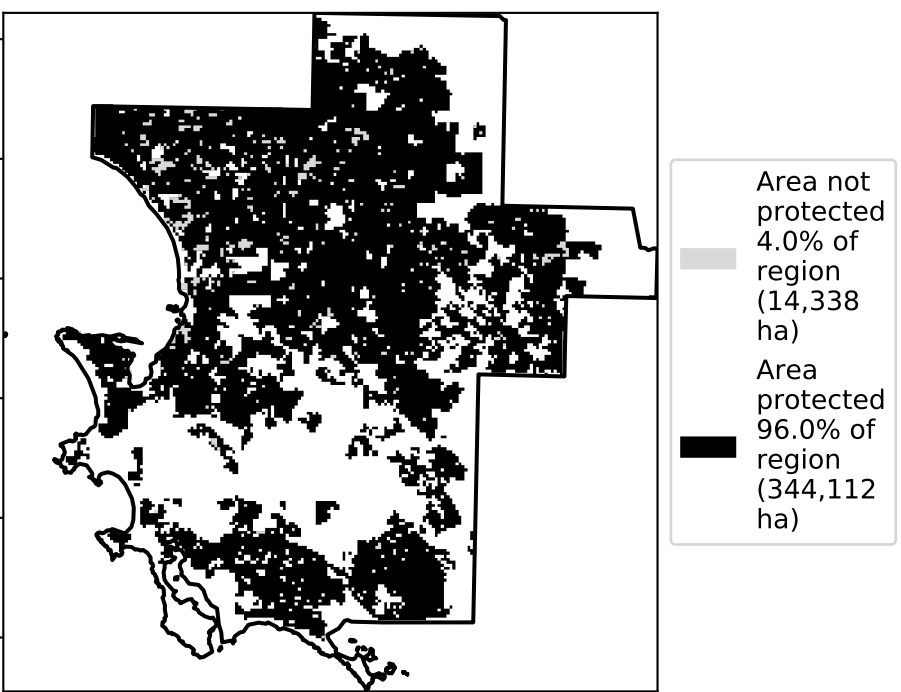 Area not
protected
4.0% of
region
(14,338
ha)
Area
protected
96.0% of
region
(344,112
ha)